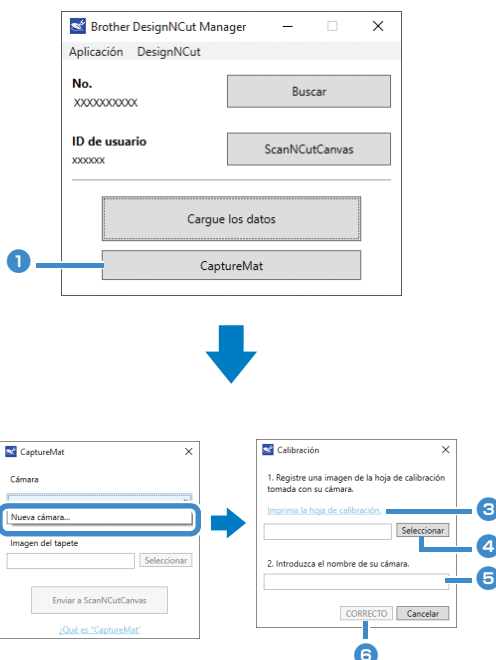 Brother DesignNCut Manager
Aplicación DesignNCut
No.
XXXXXXXXXX
Buscar
ID de usuario
xxxxxx
ScanNCutCanvas
Cargue los datos
1
CaptureMat
CaptureMat
Cámara
Nueva cámara...
Imagen del tapete
Seleccionar
Enviar a ScanNCutCanvas
¿Qué es "CaptureMat"
Calibración
1. Registre una imagen de la hoja de calibración
tomada con su cámara.
Imprima la hoja de calibración.
3
Seleccionar
4
2. Introduzca el nombre de su cámara.
5
CORRECTO Cancelar
6